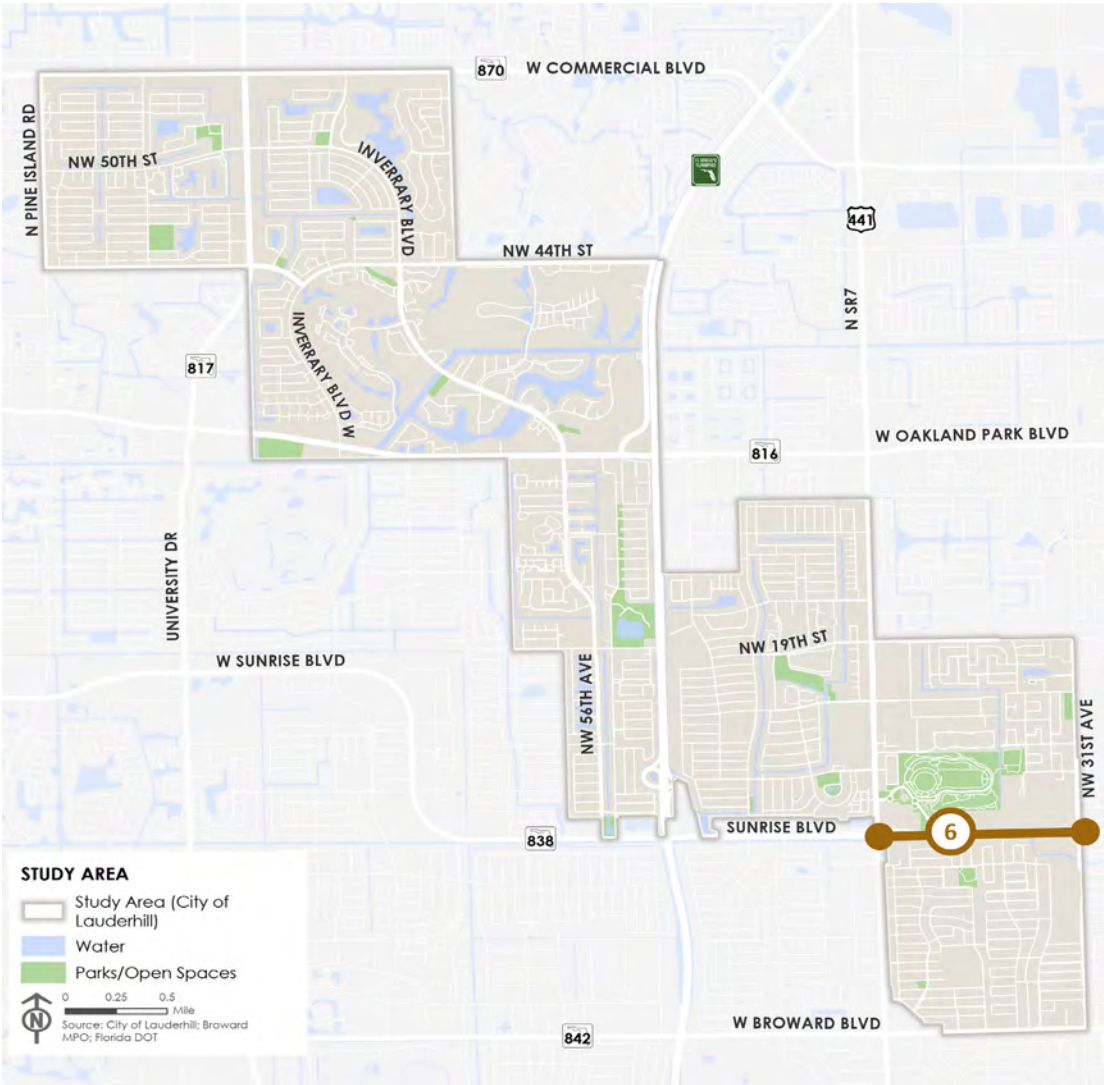 870 W COMMERCIAL BLVD
N PINE ISLAND RD
NW 50TH ST
INVERRARY BLVD
FLORIDA'S
TURNPIKE
441
NW 44TH ST
N SR7
INVERRARY BLVD W
817
W OAKLAND PARK BLVD
816
UNIVERSITY DR
NW 19TH ST
W SUNRISE BLVD
NW 56TH AVE
NW 31ST AVE
SUNRISE BLVD
6
838
STUDY AREA
Study Area (City of
Lauderhill)
Water
Parks/Open Spaces
0 0.25 0.5
Mile
N
Source: City of Lauderhill; Broward
MPO; Florida DOT
W BROWARD BLVD
842